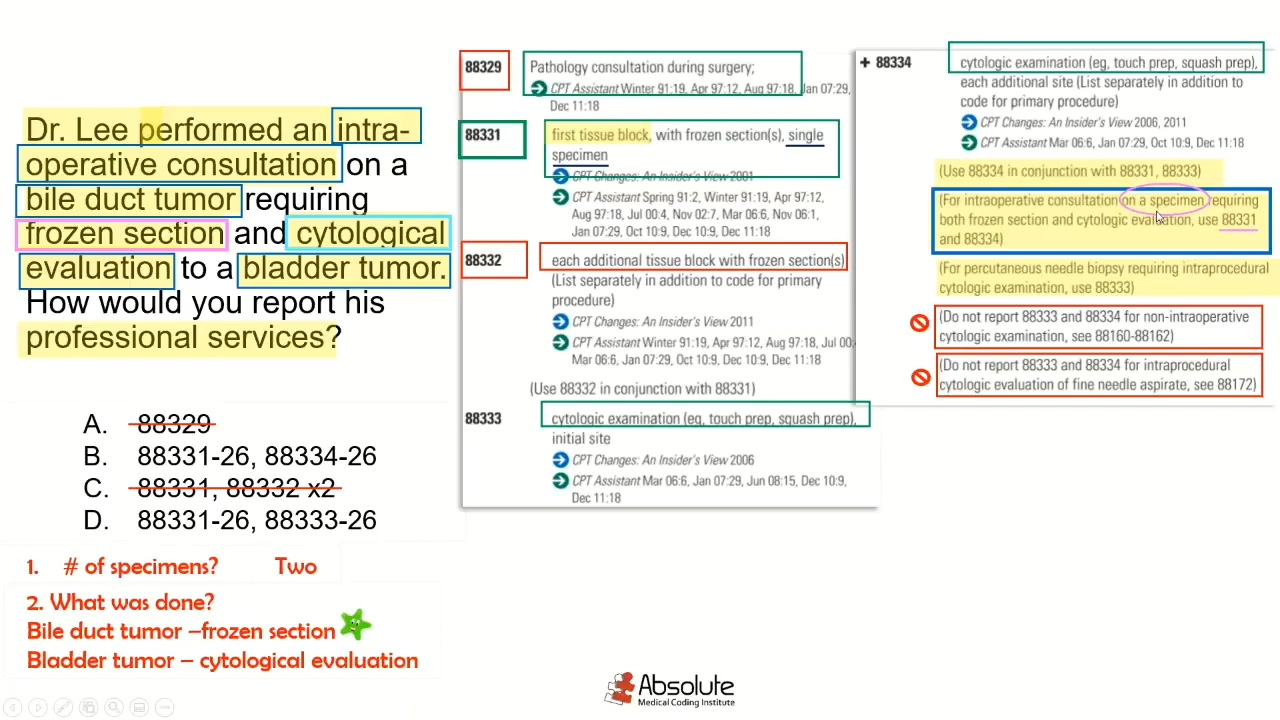 Dr. Lee performed an intra-
operative consultation on a
bile duct tumor requiring
frozen section and cytological
evaluation to a bladder tumor.
How would you report his
professional services?
A. 88329
B. 88331-26, 88334-26
C. 88331, 88332 x2
D. 88331-26, 88333-26
1. # of specimens? Two
2. What was done?
Bile duct tumor –frozen section
Bladder tumor – cytological evaluation
88329 Pathology consultation during surgery;
CPT Assistant Winter 91:19, Apr 97:12, Aug 97:18, Jan 07:29,
Dec 11:18
88331 first tissue block, with frozen section(s), single
specimen
CPT Changes: An Insider's View 2001
CPT Assistant Spring 91:2, Winter 91:19, Apr 97:12,
Aug 97:18, Jul 00:4, Nov 02:7, Mar 06:6, Nov 06:1,
Jan 07:29, Oct 10:9, Dec 10:9, Dec 11:18
88332 each additional tissue block with frozen section(s)
(List separately in addition to code for primary
procedure)
CPT Changes: An Insider's View 2011
CPT Assistant Winter 91:19, Apr 97:12, Aug 97:18, Jul 00:
Mar 06:6, Jan 07:29, Oct 10:9, Dec 10:9, Dec 11:18
(Use 88332 in conjunction with 88331)
88333 cytologic examination (eg, touch prep, squash prep),
initial site
CPT Changes: An Insider's View 2006
CPT Assistant Mar 06:6, Jan 07:29, Jun 08:15, Dec 10:9,
Dec 11:18
+ 88334 cytologic examination (eg, touch prep, squash prep),
each additional site (List separately in addition to
code for primary procedure)
CPT Changes: An Insider's View 2006, 2011
CPT Assistant Mar 06:6, Jan 07:29, Oct 10:9, Dec 10:9
(Use 88334 in conjunction with 88331, 88333)
(For intraoperative consultation on a specimen requiring
both frozen section and cytologic evaluation, use 88331
and 88334)
(For percutaneous needle biopsy requiring intraprocedural
cytologic examination, use 88333)
(Do not report 88333 and 88334 for non-intraoperative
cytologic examination, see 88160-88162)
(Do not report 88333 and 88334 for intraprocedural
cytologic evaluation of fine needle aspirate, see 88172)
Absolute
Medical Coding Institute